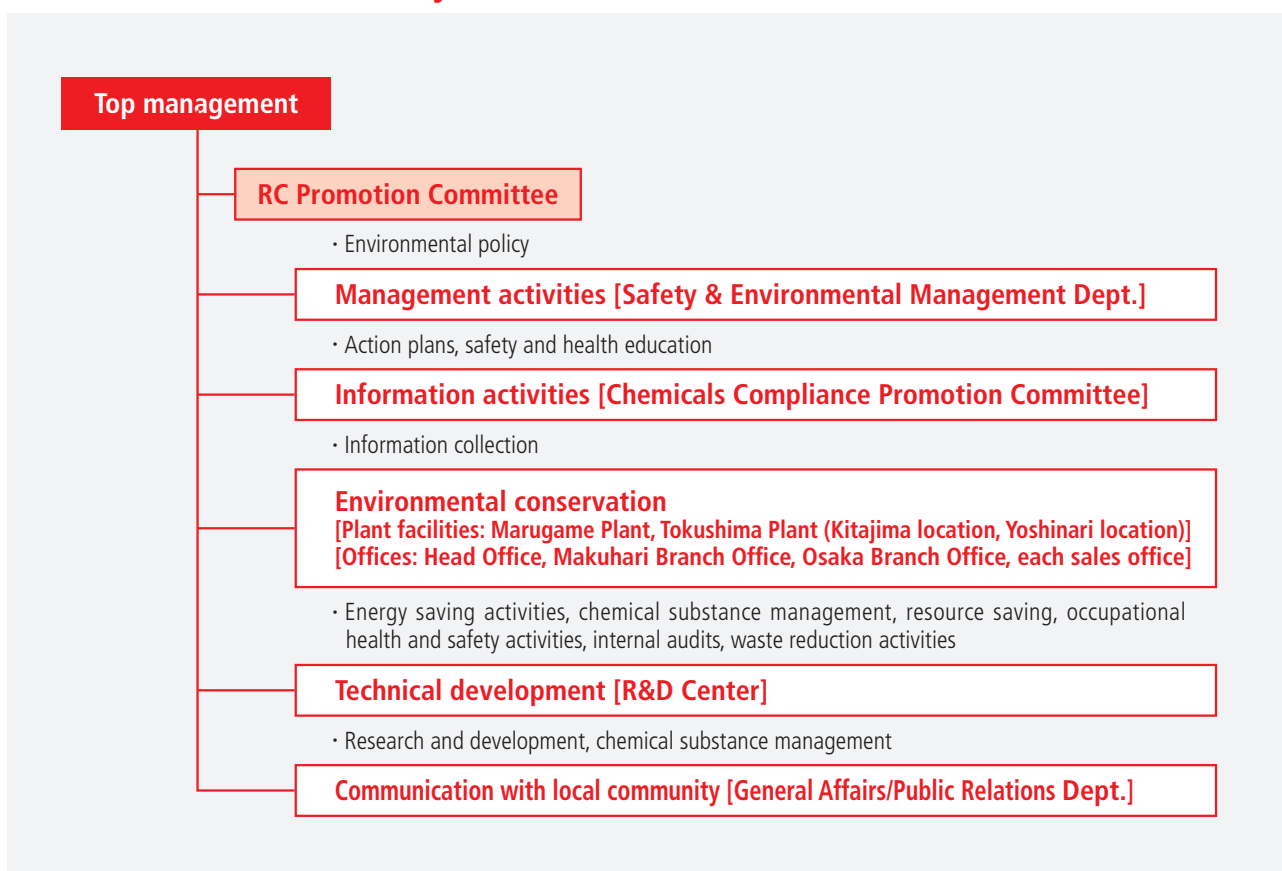 Top management
RC Promotion Committee
・Environmental policy
Management activities [Safety & Environmental Management Dept.]
・Action plans, safety and health education
Information activities [Chemicals Compliance Promotion Committee]
・Information collection
Environmental conservation
[Plant facilities: Marugame Plant, Tokushima Plant (Kitajima location, Yoshinari location)]
[Offices: Head Office, Makuhari Branch Office, Osaka Branch Office, each sales office]
・Energy saving activities, chemical substance management, resource saving, occupational
health and safety activities, internal audits, waste reduction activities
Technical development [R&D Center]
・Research and development, chemical substance management
Communication with local community [General Affairs/Public Relations Dept.]